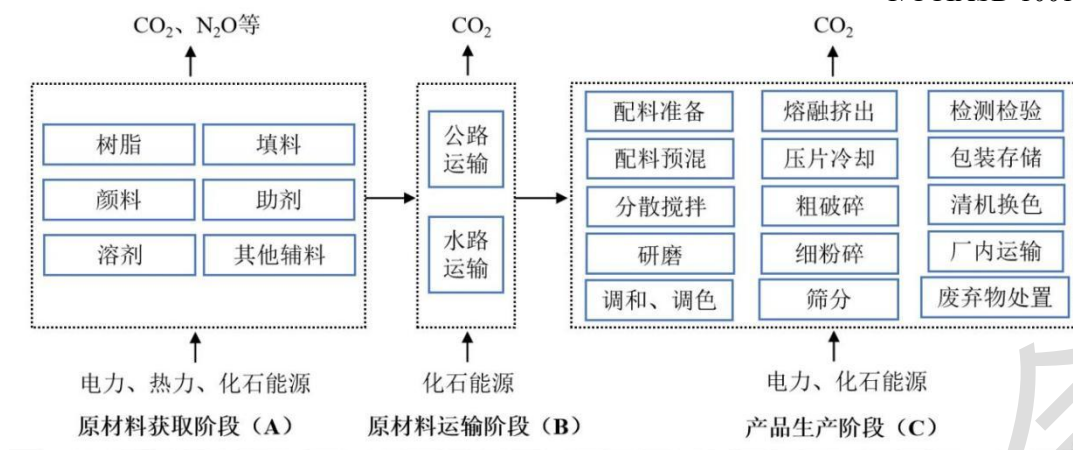 CO₂、N₂O等
CO₂
CO₂
树脂
填料
颜料
助剂
溶剂
其他辅料
公路
运输
水路
运输
配料准备
熔融挤出
检测检验
配料预混
压片冷却
包装存储
分散搅拌
粗破碎
清机换色
研磨
细粉碎
厂内运输
调和、调色
筛分
废弃物处置
电力、热力、化石能源
化石能源
电力、化石能源
原材料获取阶段（A）
原材料运输阶段（B）
产品生产阶段（C）